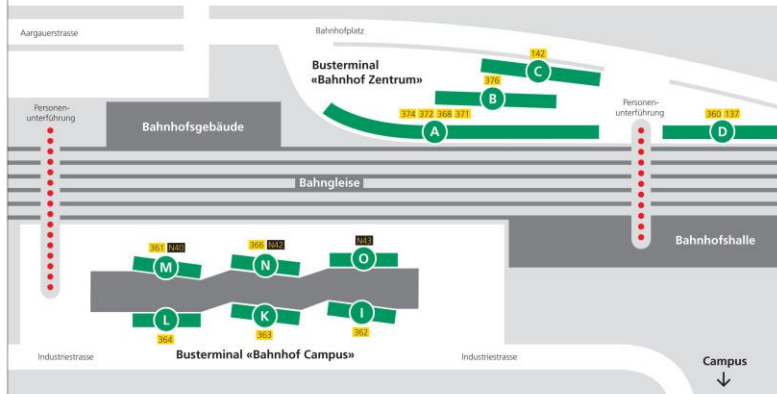 Aargauerstrasse
Bahnhofplatz
142
C
Busterminal
«Bahnhof Zentrum»
376
B
Personen-
unterführung
Bahnhofsgebäude
374 372 368 371
A
Personen-
unterführung
360 137
D
Bahngleise
Bahnhofshalle
361 N40
M
366 N42
N
N43
O
L
364
K
363
I
362
Industriestrasse
Busterminal «Bahnhof Campus»
Industriestrasse
Campus